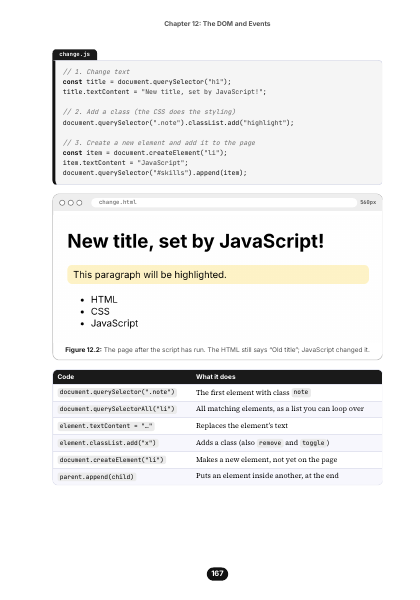 Chapter 12: The DOM and Events
change.js
// 1. Change text
const title = document.querySelector("h1");
title.textContent = "New title, set by JavaScript!";
// 2. Add a class (the CSS does the styling)
document.querySelector(".note").classList.add("highlight");
// 3. Create a new element and add it to the page
const item = document.createElement("li");
item.textContent = "JavaScript";
document.querySelector("#skills").append(item);
change.html 560px
New title, set by JavaScript!
This paragraph will be highlighted.
• HTML
• CSS
• JavaScript
Figure 12.2: The page after the script has run. The HTML still says “Old title”; JavaScript changed it.
Code What it does
document.querySelector(".note") The first element with class note
document.querySelectorAll("li") All matching elements, as a list you can loop over
element.textContent = "…" Replaces the element’s text
element.classList.add("x") Adds a class (also remove and toggle)
document.createElement("li") Makes a new element, not yet on the page
parent.append(child) Puts an element inside another, at the end
167